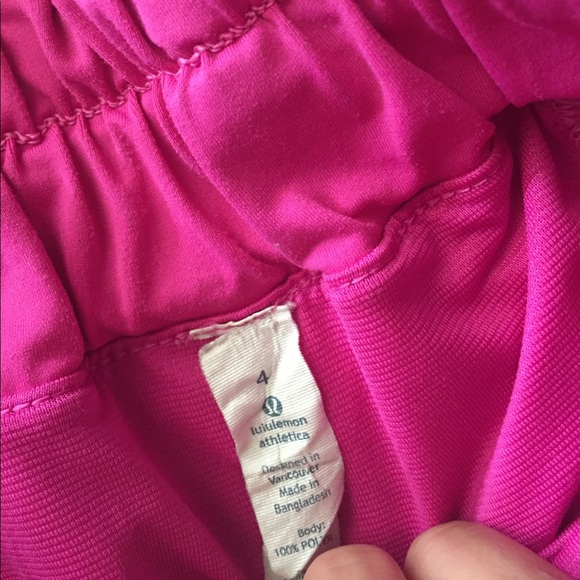 4
lululemon
athletica
Designed in
Vancouver
Made in
Bangladesh
Body:
100%